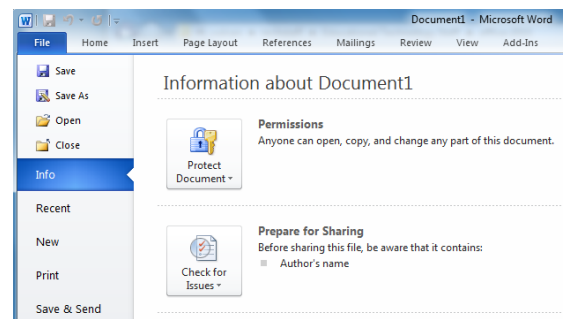 W
Document1 - Microsoft Word
File Home Insert Page Layout References Mailings Review View Add-Ins
Save
Save As
Open
Close
Info
Recent
New
Print
Save & Send
Information about Document1
Protect
Document
Permissions
Anyone can open, copy, and change any part of this document.
Check for
Issues
Prepare for Sharing
Before sharing this file, be aware that it contains:
Author's name